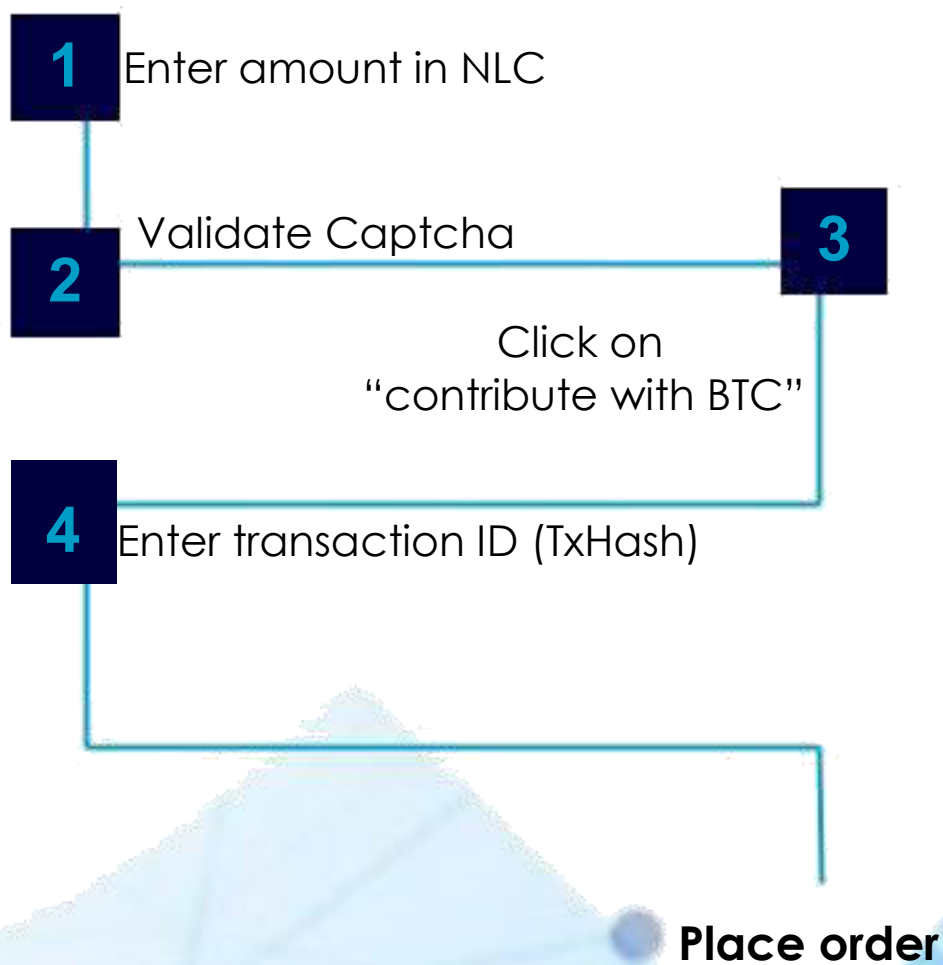 1 Enter amount in NLC
2 Validate Captcha
3
Click on
“contribute with BTC”
4 Enter transaction ID (TxHash)
Place order